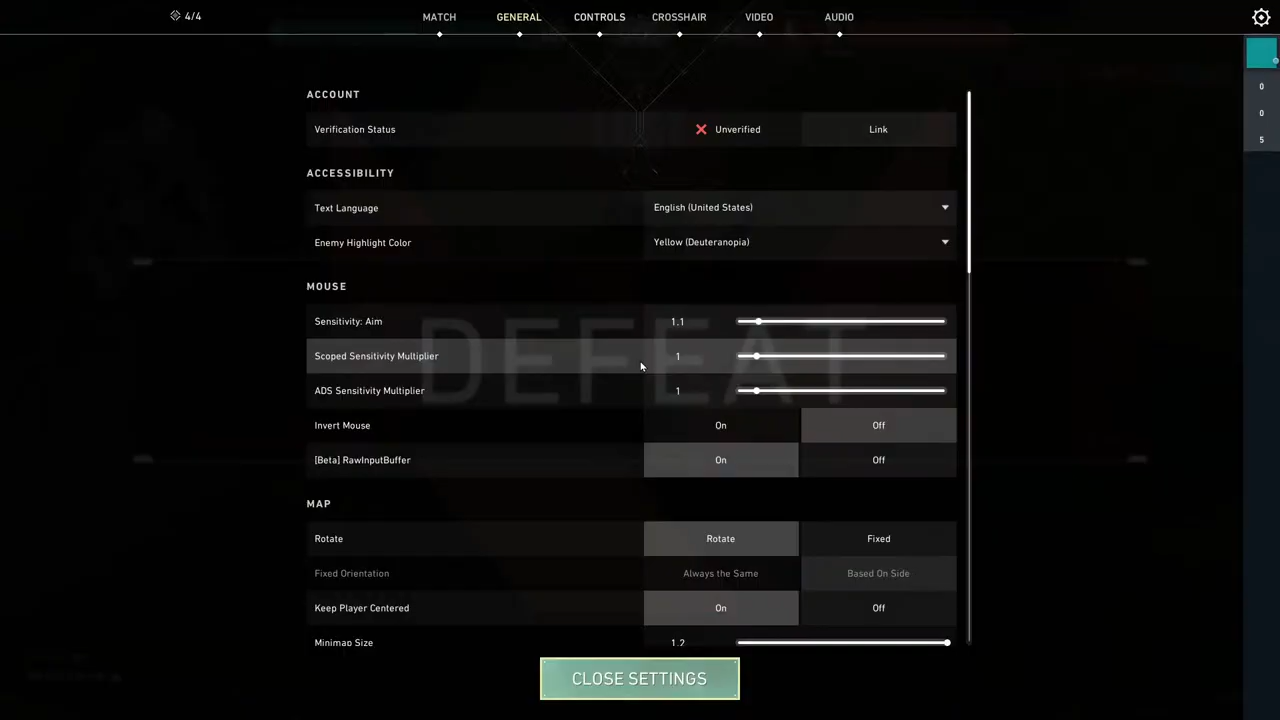 4/4
MATCH GENERAL CONTROLS CROSSHAIR VIDEO AUDIO
ACCOUNT
Verification Status Unverified Link
ACCESSIBILITY
Text Language English (United States)
Enemy Highlight Color Yellow (Deuteranopia)
MOUSE
Sensitivity: Aim 1.1
Scoped Sensitivity Multiplier 1
DEFEAT
ADS Sensitivity Multiplier 1
Invert Mouse On Off
[Beta] RawInputBuffer On Off
MAP
Rotate Rotate Fixed
Fixed Orientation Always the Same Based On Side
Keep Player Centered On Off
Minimap Size 1.2
CLOSE SETTINGS
0
0
5